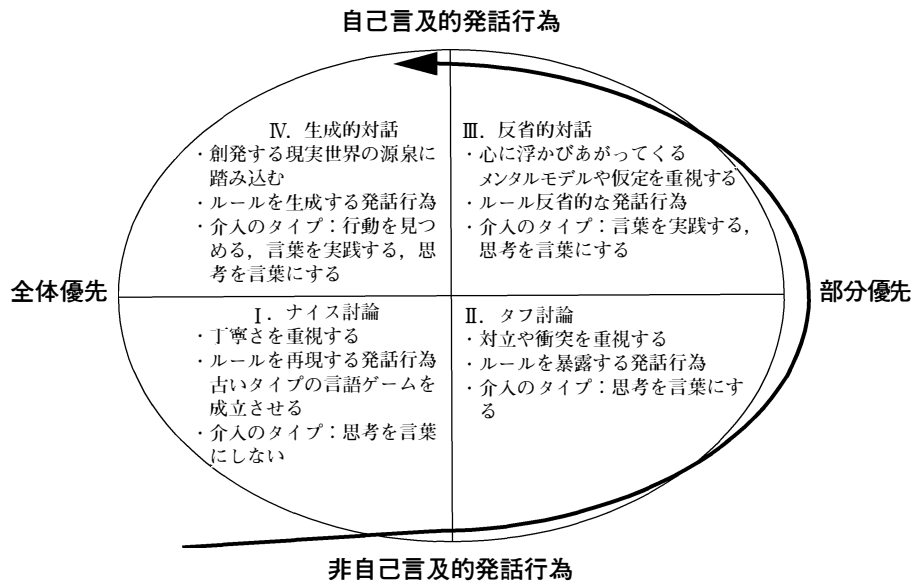 自己言及的発話行為
Ⅳ．生成的対話
・創発する現実世界の源泉に
踏み込む
・ルールを生成する発話行為
・介入のタイプ：行動を見つ
める，言葉を実践する，思
考を言葉にする
Ⅲ．反省的対話
・心に浮かびあがってくる
メンタルモデルや仮定を重視する
・ルール反省的な発話行為
・介入のタイプ：言葉を実践する，
思考を言葉にする
全体優先
部分優先
Ⅰ．ナイス討論
・丁寧さを重視する
・ルールを再現する発話行為
古いタイプの言語ゲームを
成立させる
・介入のタイプ：思考を言葉
にしない
Ⅱ．タフ討論
・対立や衝突を重視する
・ルールを暴露する発話行為
・介入のタイプ：思考を言葉にす
る
非自己言及的発話行為